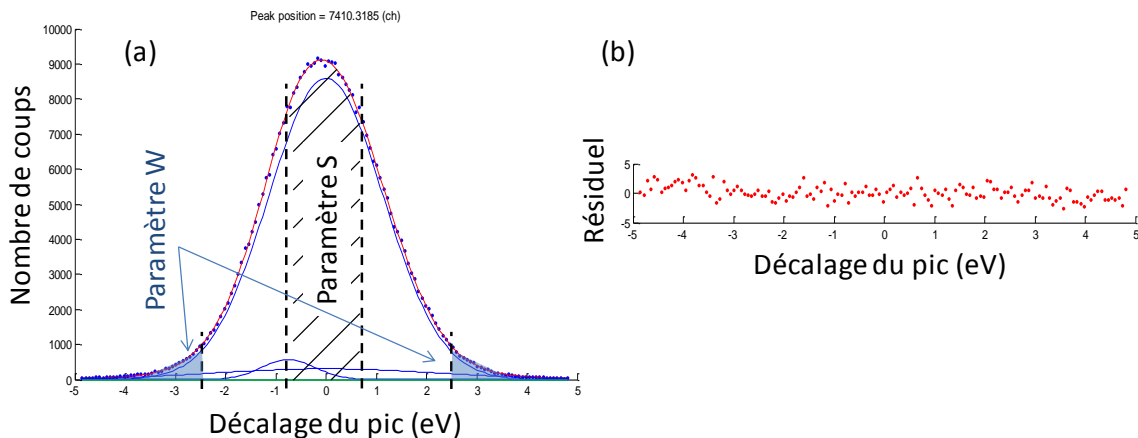 Peak position = 7410.3185 (ch)
(a)
Nombre de coups
10000
9000
8000
7000
6000
5000
4000
3000
2000
1000
0
Paramètre W
Paramètre S
-5 -4 -3 -2 -1 0 1 2 3 4 5
Décalage du pic (eV)
(b)
Résiduel
5
0
-5
-5 -4 -3 -2 -1 0 1 2 3 4 5
Décalage du pic (eV)